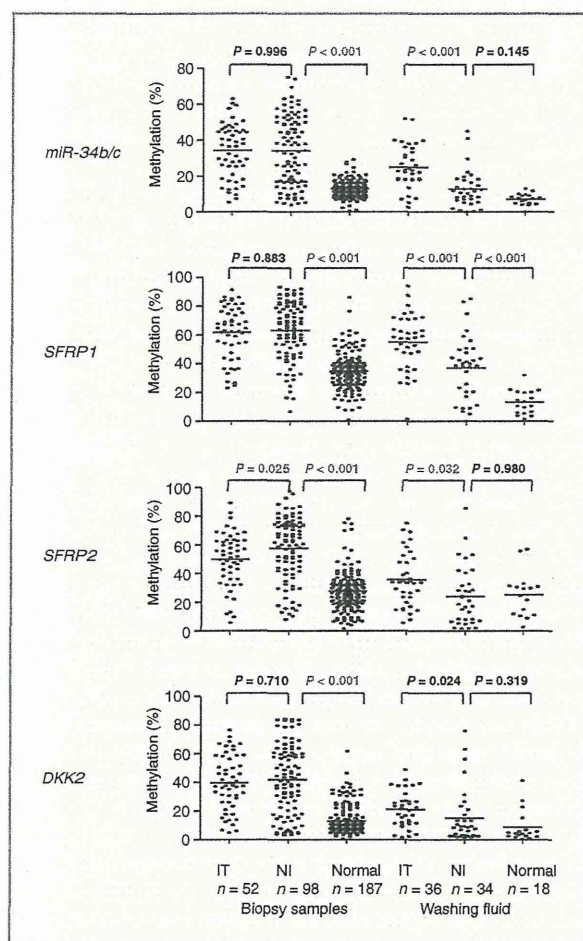 P = 0.996 P < 0.001 P < 0.001 P = 0.145
miR-34b/c
Methylation (%)
80
60
40
20
0
P = 0.883 P < 0.001 P < 0.001 P < 0.001
SFRP1
Methylation (%)
100
80
60
40
20
0
P = 0.025 P < 0.001 P = 0.032 P = 0.980
SFRP2
Methylation (%)
100
80
60
40
20
0
P = 0.710 P < 0.001 P = 0.024 P = 0.319
DKK2
Methylation (%)
100
80
60
40
20
0
IT NI Normal IT NI Normal
n = 52 n = 98 n = 187 n = 36 n = 34 n = 18
Biopsy samples Washing fluid